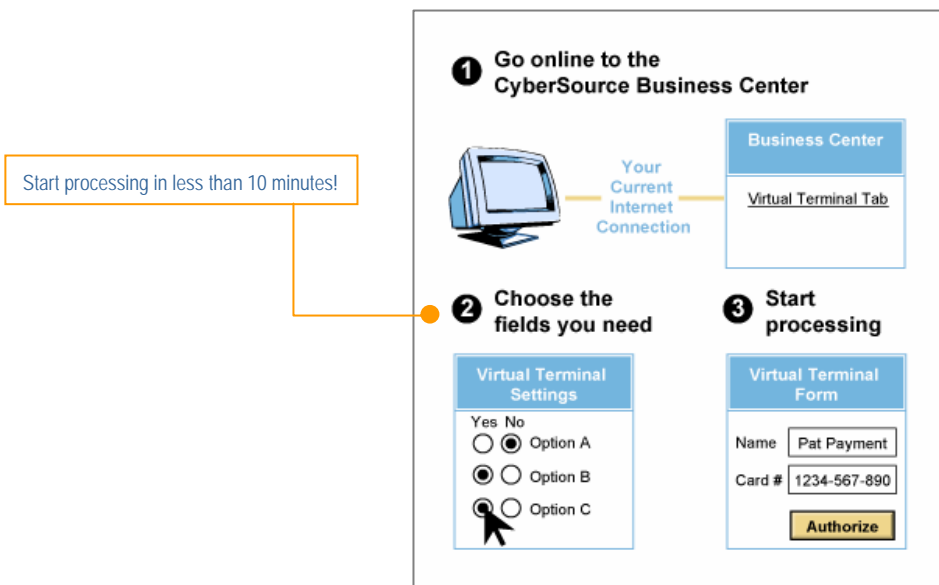 Start processing in less than 10 minutes!
1 Go online to the
CyberSource Business Center
Your
Current
Internet
Connection
Business Center
Virtual Terminal Tab
2 Choose the
fields you need
Virtual Terminal
Settings
Yes No
Option A
Option B
Option C
3 Start
processing
Virtual Terminal
Form
Name Pat Payment
Card # 1234-567-890
Authorize